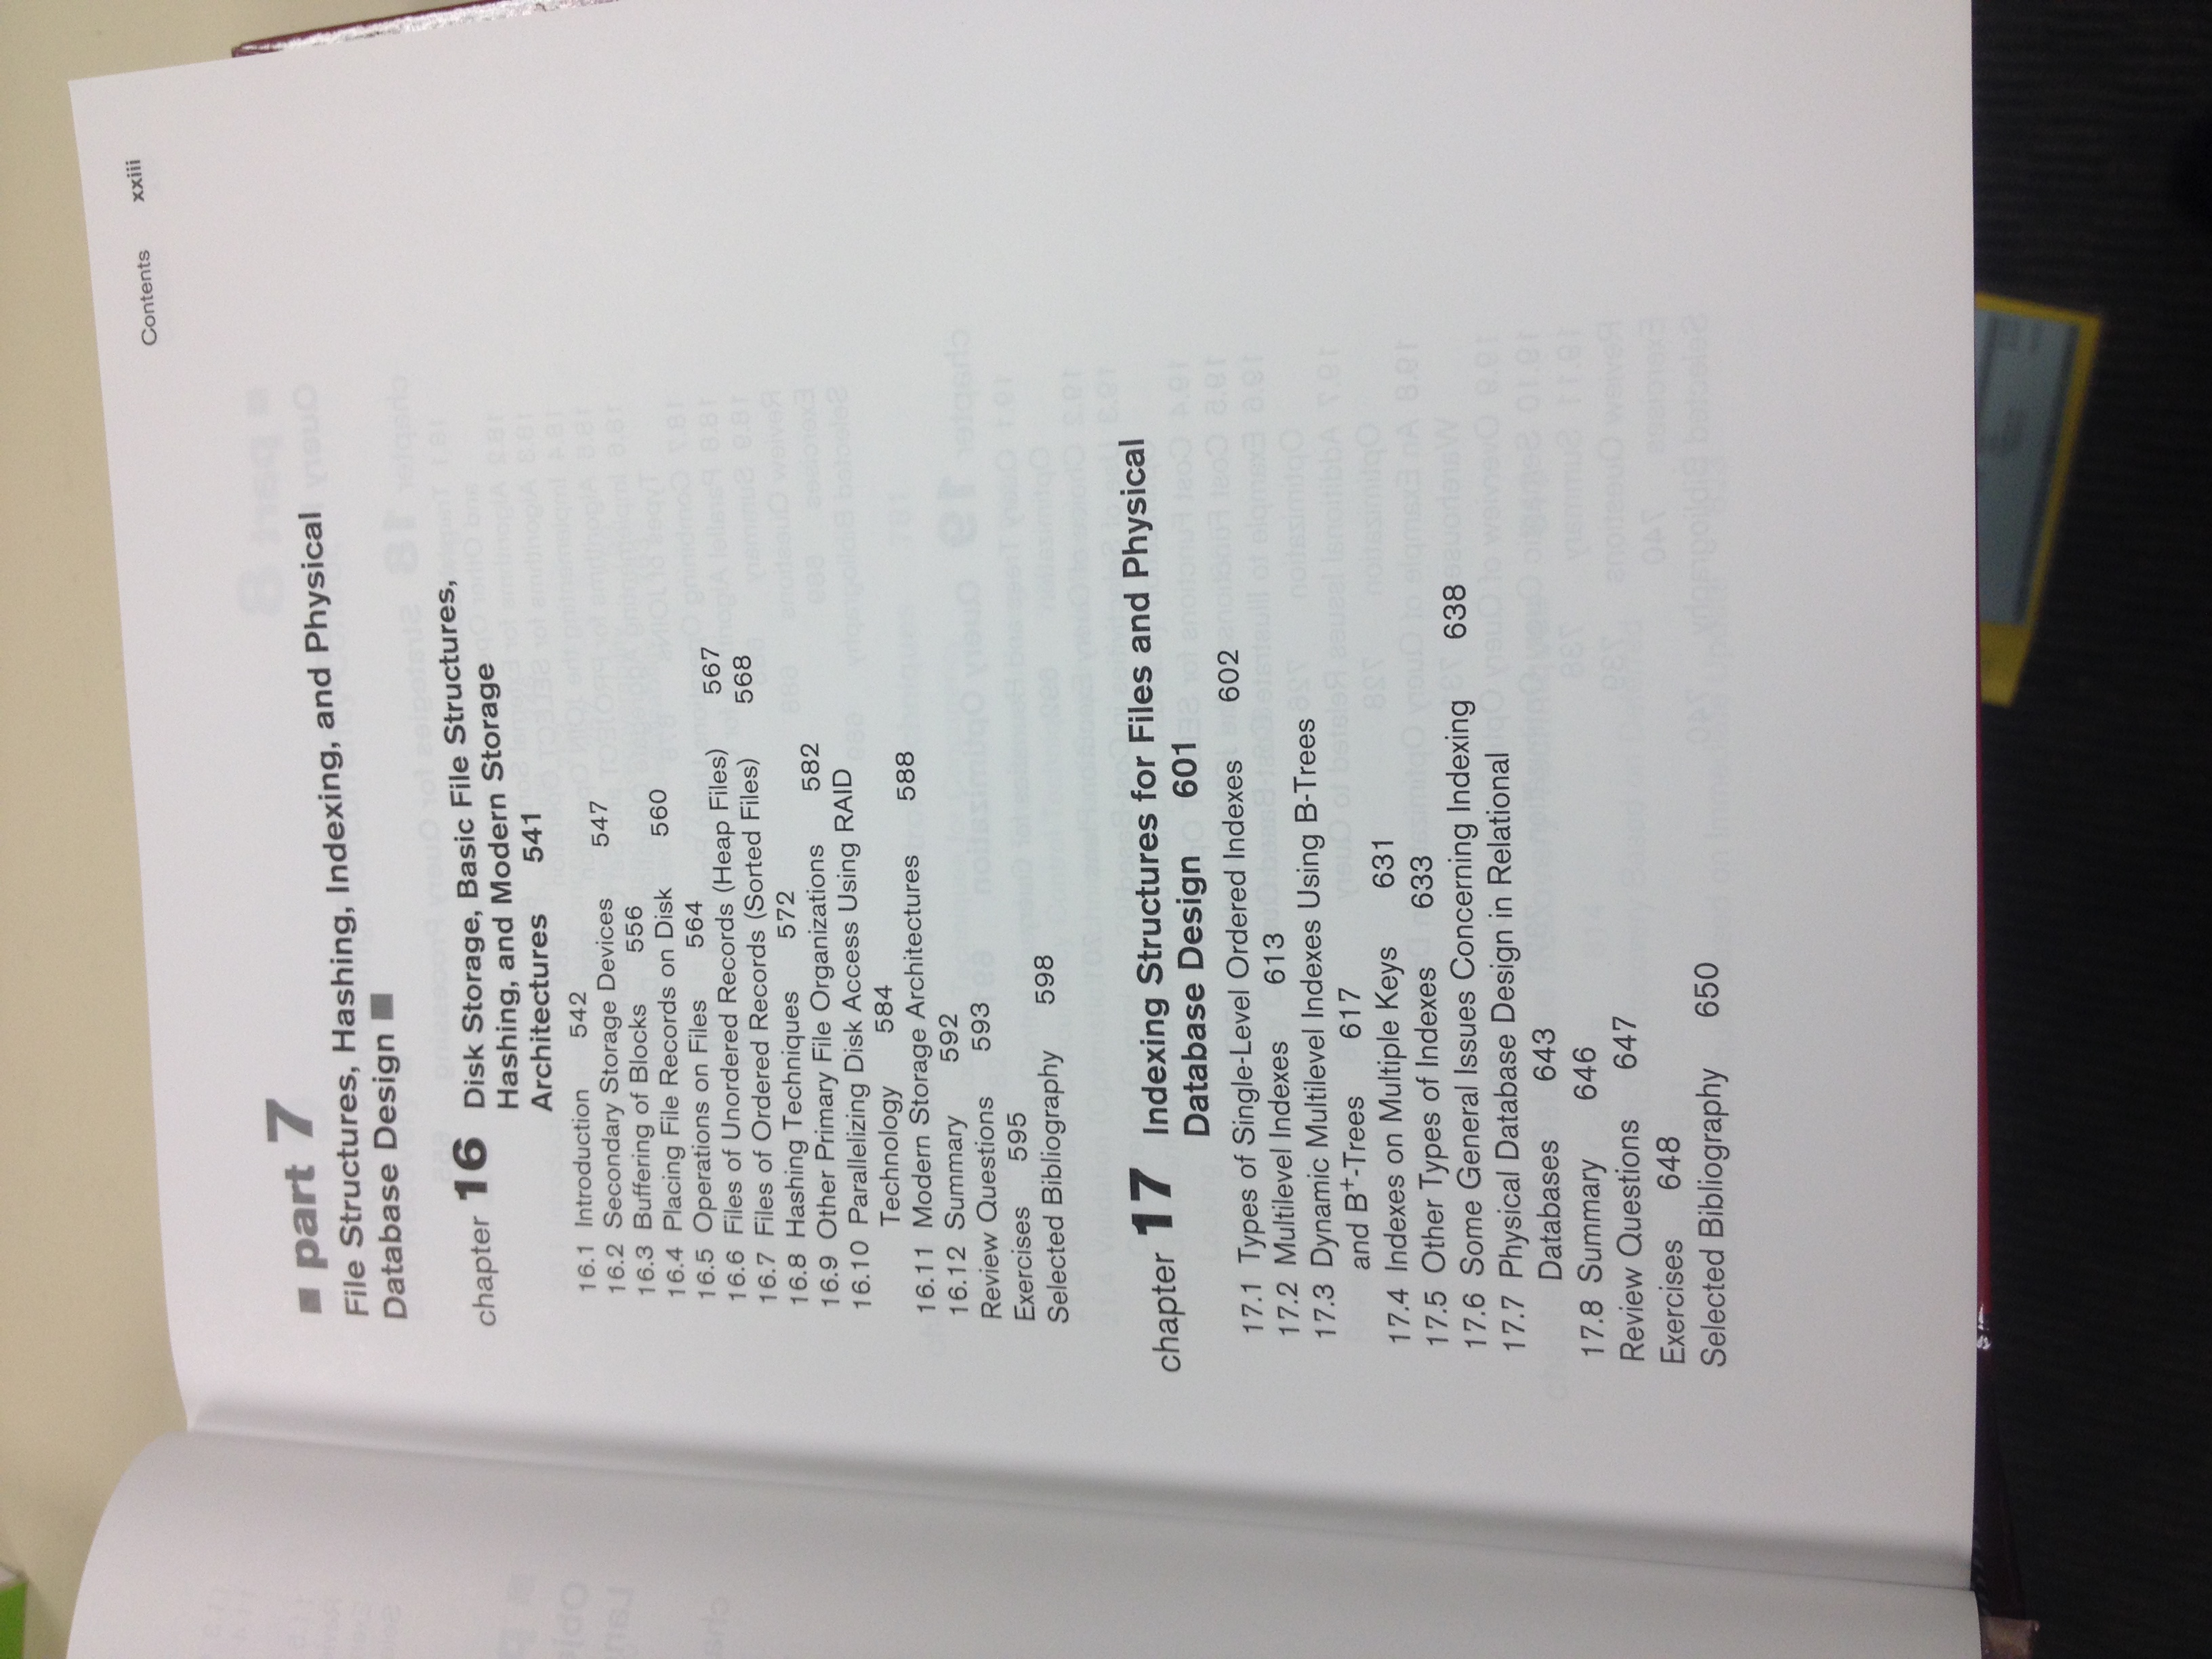 Contents xxiii
■ part 7
File Structures, Hashing, Indexing, and Physical
Database Design ■
chapter 16 Disk Storage, Basic File Structures,
Hashing, and Modern Storage
Architectures 541
16.1 Introduction 542
16.2 Secondary Storage Devices 547
16.3 Buffering of Blocks 556
16.4 Placing File Records on Disk 560
16.5 Operations on Files 564
16.6 Files of Unordered Records (Heap Files) 567
16.7 Files of Ordered Records (Sorted Files) 568
16.8 Hashing Techniques 572
16.9 Other Primary File Organizations 582
16.10 Parallelizing Disk Access Using RAID
Technology 584
16.11 Modern Storage Architectures 588
16.12 Summary 592
Review Questions 593
Exercises 595
Selected Bibliography 598
chapter 17 Indexing Structures for Files and Physical
Database Design 601
17.1 Types of Single-Level Ordered Indexes 602
17.2 Multilevel Indexes 613
17.3 Dynamic Multilevel Indexes Using B-Trees
and B⁺-Trees 617
17.4 Indexes on Multiple Keys 631
17.5 Other Types of Indexes 633
17.6 Some General Issues Concerning Indexing 638
17.7 Physical Database Design in Relational
Databases 643
17.8 Summary 646
Review Questions 647
Exercises 648
Selected Bibliography 650